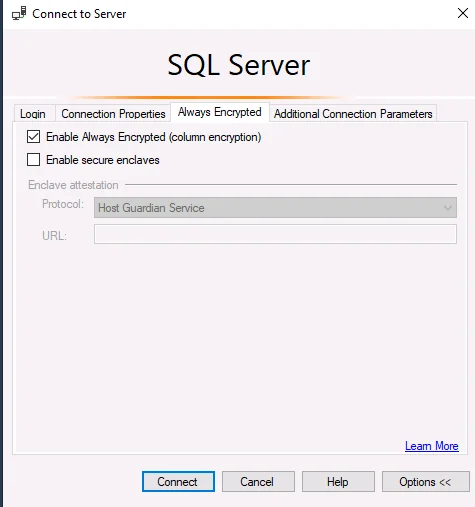 Connect to Server
SQL Server
Login Connection Properties Always Encrypted Additional Connection Parameters
Enable Always Encrypted (column encryption)
Enable secure enclaves
Enclave attestation
Protocol: Host Guardian Service
URL:
Learn More
Connect Cancel Help Options <<